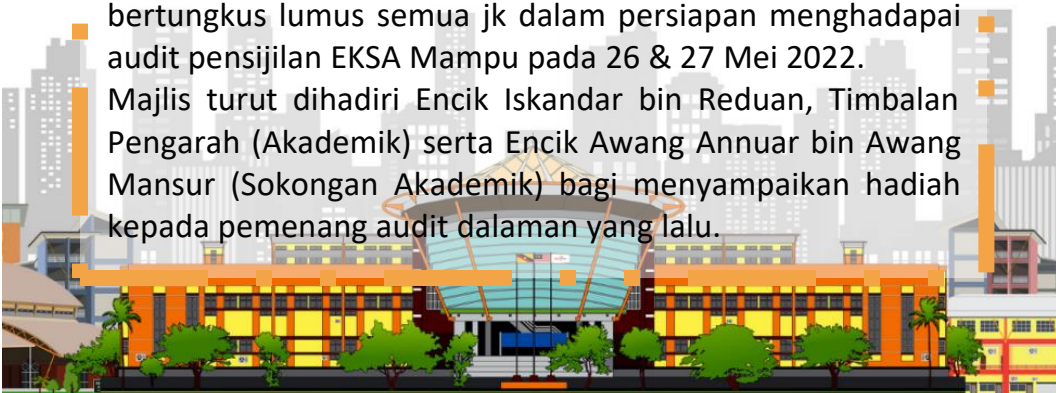 bertungkus lumus semua jk dalam persiapan menghadapai
audit pensijilan EKSA Mampu pada 26 & 27 Mei 2022.
Majlis turut dihadiri Encik Iskandar bin Reduan, Timbalan
Pengarah (Akademik) serta Encik Awang Annuar bin Awang
Mansur (Sokongan Akademik) bagi menyampaikan hadiah
kepada pemenang audit dalaman yang lalu.